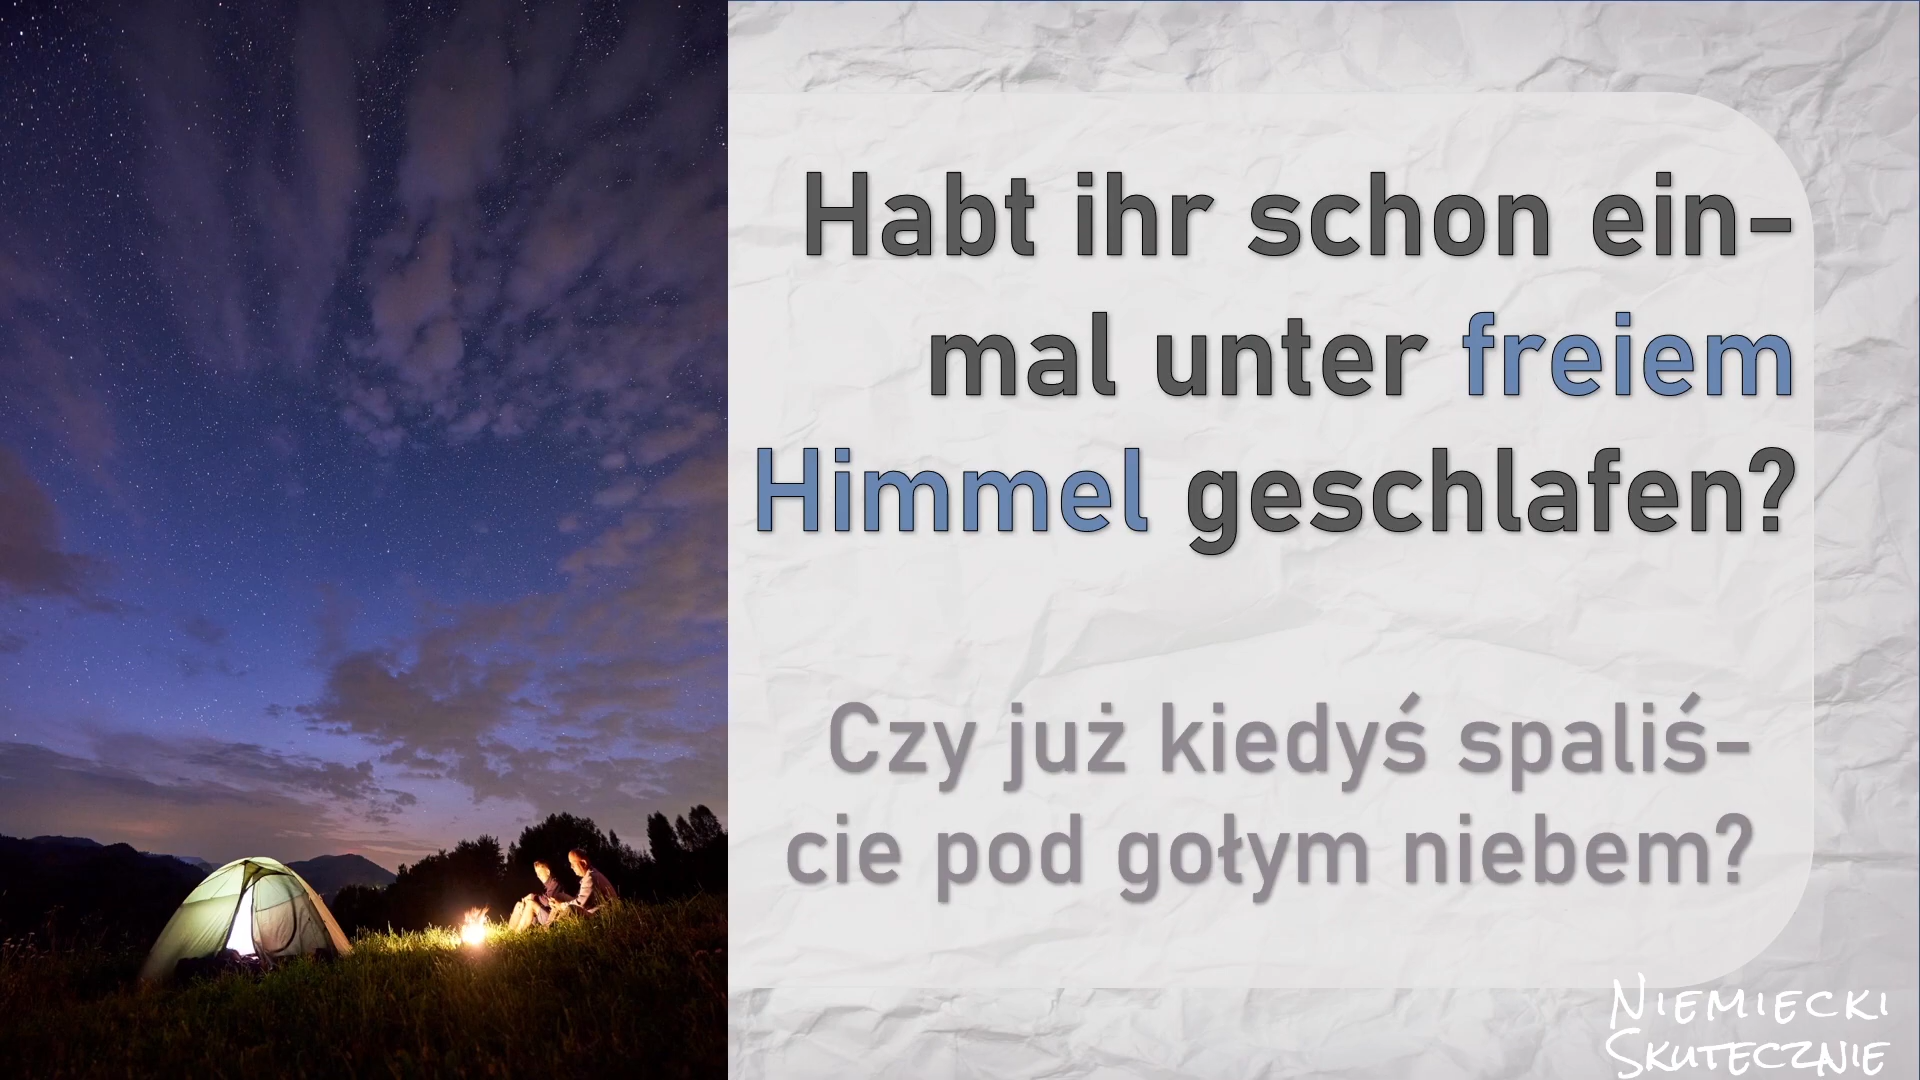 Habt ihr schon ein-
mal unter freiem
Himmel geschlafen?
Czy już kiedyś spaliś-
cie pod gołym niebem?
NIEMIECKI
SKUTECZNIE